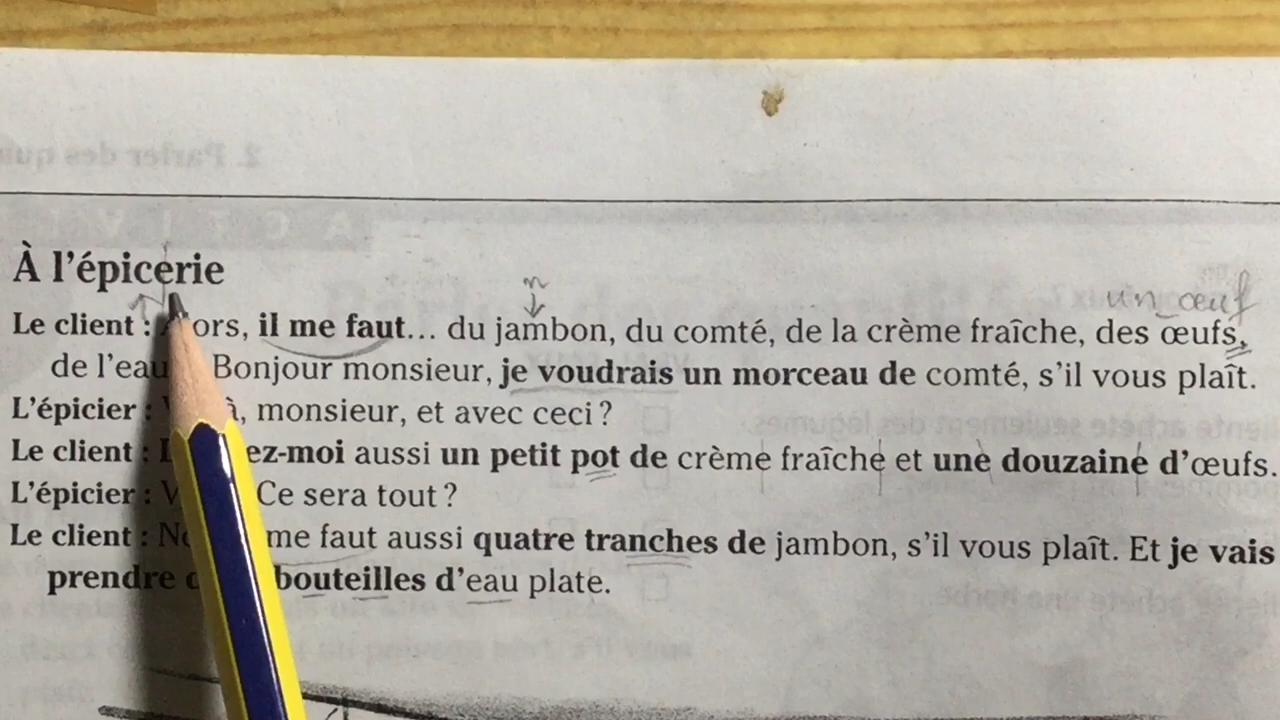 À l'épicerie
n
un œuf
Le client : ors, il me faut... du jambon, du comté, de la crème fraîche, des œufs,
de l'eau Bonjour monsieur, je voudrais un morceau de comté, s'il vous plaît.
L'épicier : monsieur, et avec ceci ?
Le client : ez-moi aussi un petit pot de crème fraîche et une douzaine d'œufs.
L'épicier : Ce sera tout ?
Le client : me faut aussi quatre tranches de jambon, s'il vous plaît. Et je vais
prendre bouteilles d'eau plate.